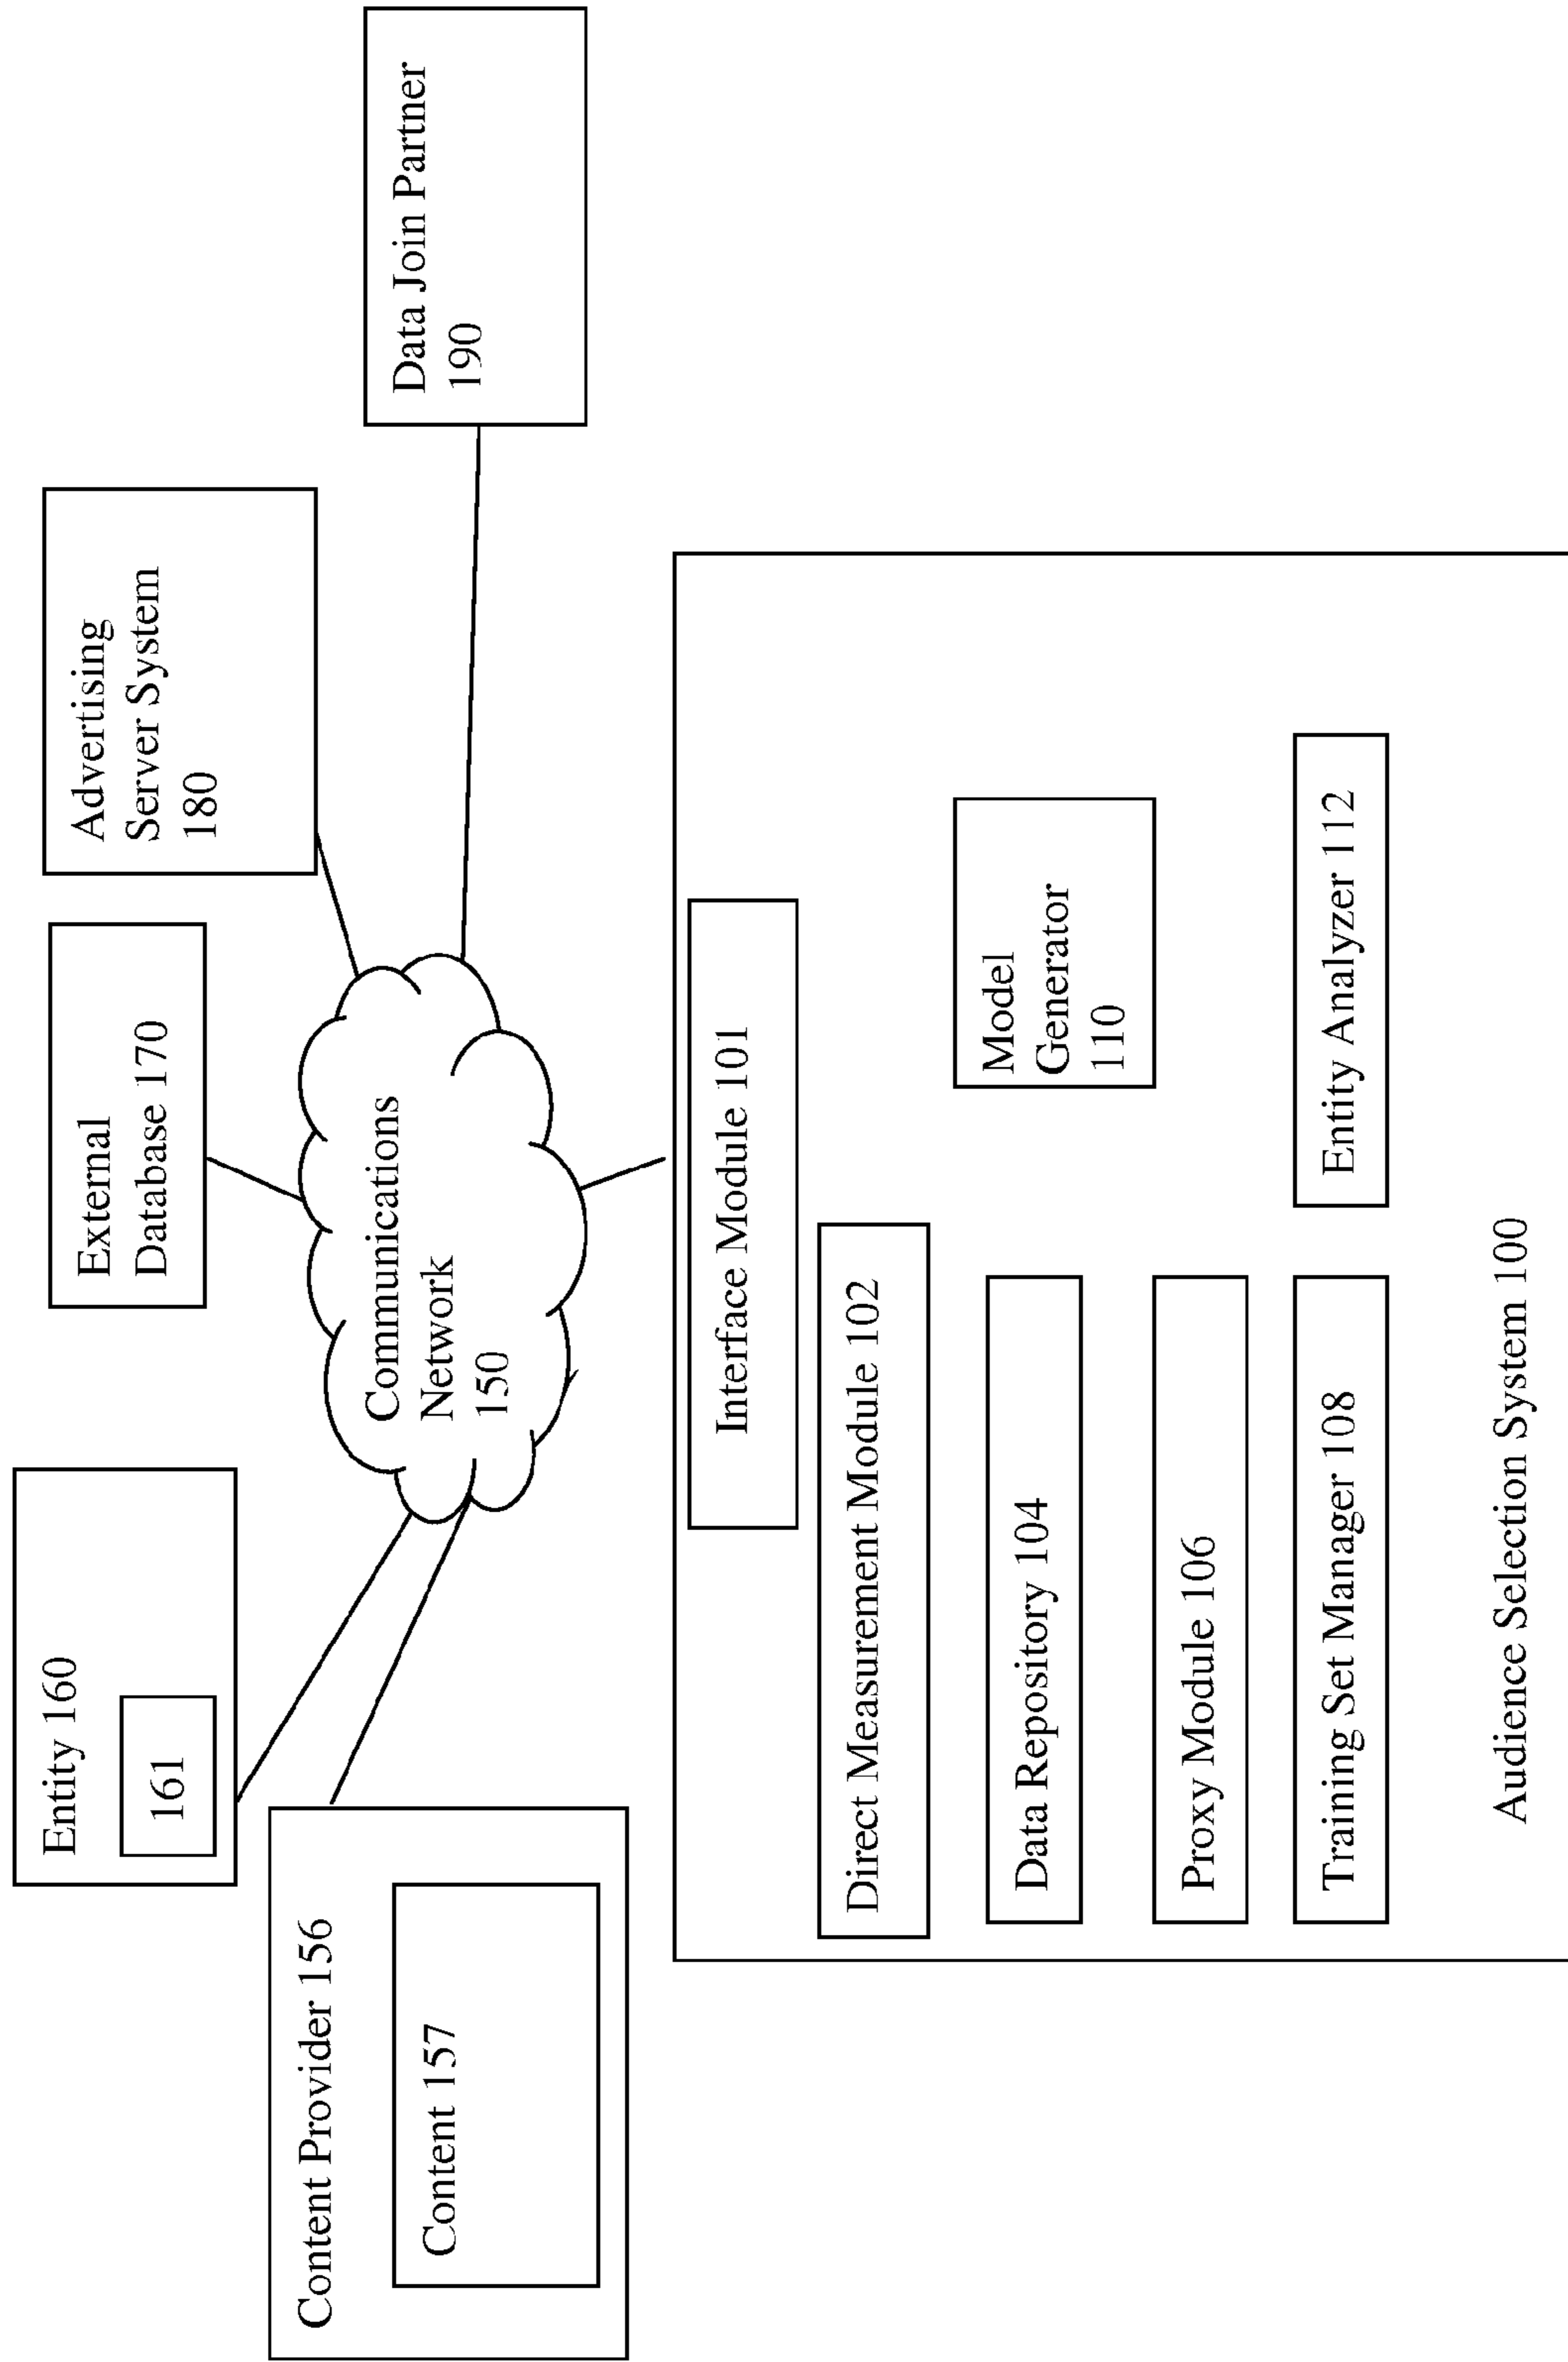 Content Provider 156
Content 157
Entity 160
161
External
Database 170
Advertising
Server System
180
Data Join Partner
190
Communications
Network
150
Interface Module 101
Direct Measurement Module 102
Data Repository 104
Model
Generator
110
Proxy Module 106
Training Set Manager 108
Entity Analyzer 112
Audience Selection System 100